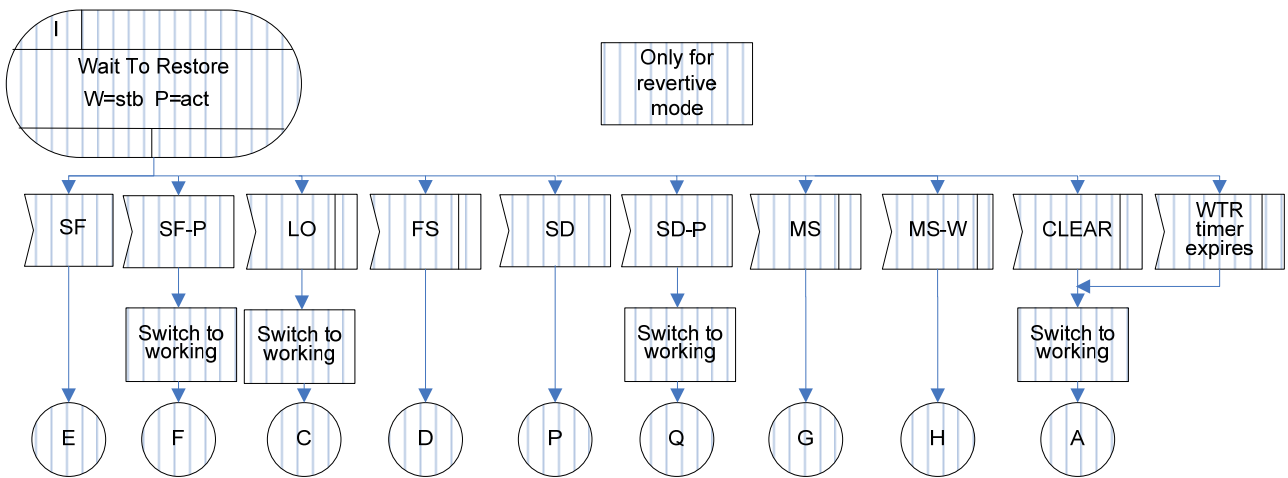 I
Wait To Restore
W=stb P=act
Only for
revertive
mode
SF
SF-P
LO
FS
SD
SD-P
MS
MS-W
CLEAR
WTR
timer
expires
Switch to
working
Switch to
working
Switch to
working
Switch to
working
E
F
C
D
P
Q
G
H
A